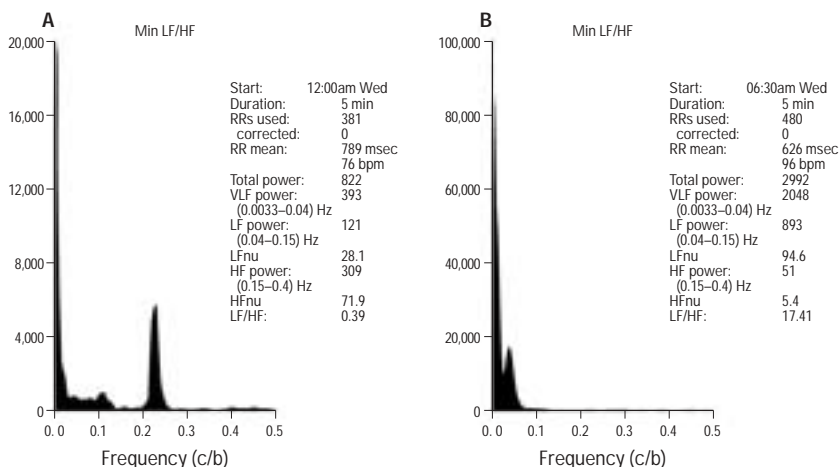 A
Min LF/HF
20,000
16,000
12,000
8,000
4,000
0
0. 0 0.1 0.2 0.3 0.4 0.5
Frequency (c/b)
Start: 12:00am Wed
Duration: 5 min
RRs used: 381
corrected: 0
RR mean: 789 msec
76 bpm
Total power: 822
VLF power: 393
(0.0033–0.04) Hz
LF power: 121
(0.04–0.15) Hz
LFnu 28.1
HF power: 309
(0.15–0.4) Hz
HFnu 71.9
LF/HF: 0.39
B
Min LF/HF
100,000
80,000
60,000
40,000
20,000
0
0. 0 0.1 0.2 0.3 0.4 0.5
Frequency (c/b)
Start: 06:30am Wed
Duration: 5 min
RRs used: 480
corrected: 0
RR mean: 626 msec
96 bpm
Total power: 2992
VLF power: 2048
(0.0033–0.04) Hz
LF power: 893
(0.04–0.15) Hz
LFnu 94.6
HF power: 51
(0.15–0.4) Hz
HFnu 5.4
LF/HF: 17.41